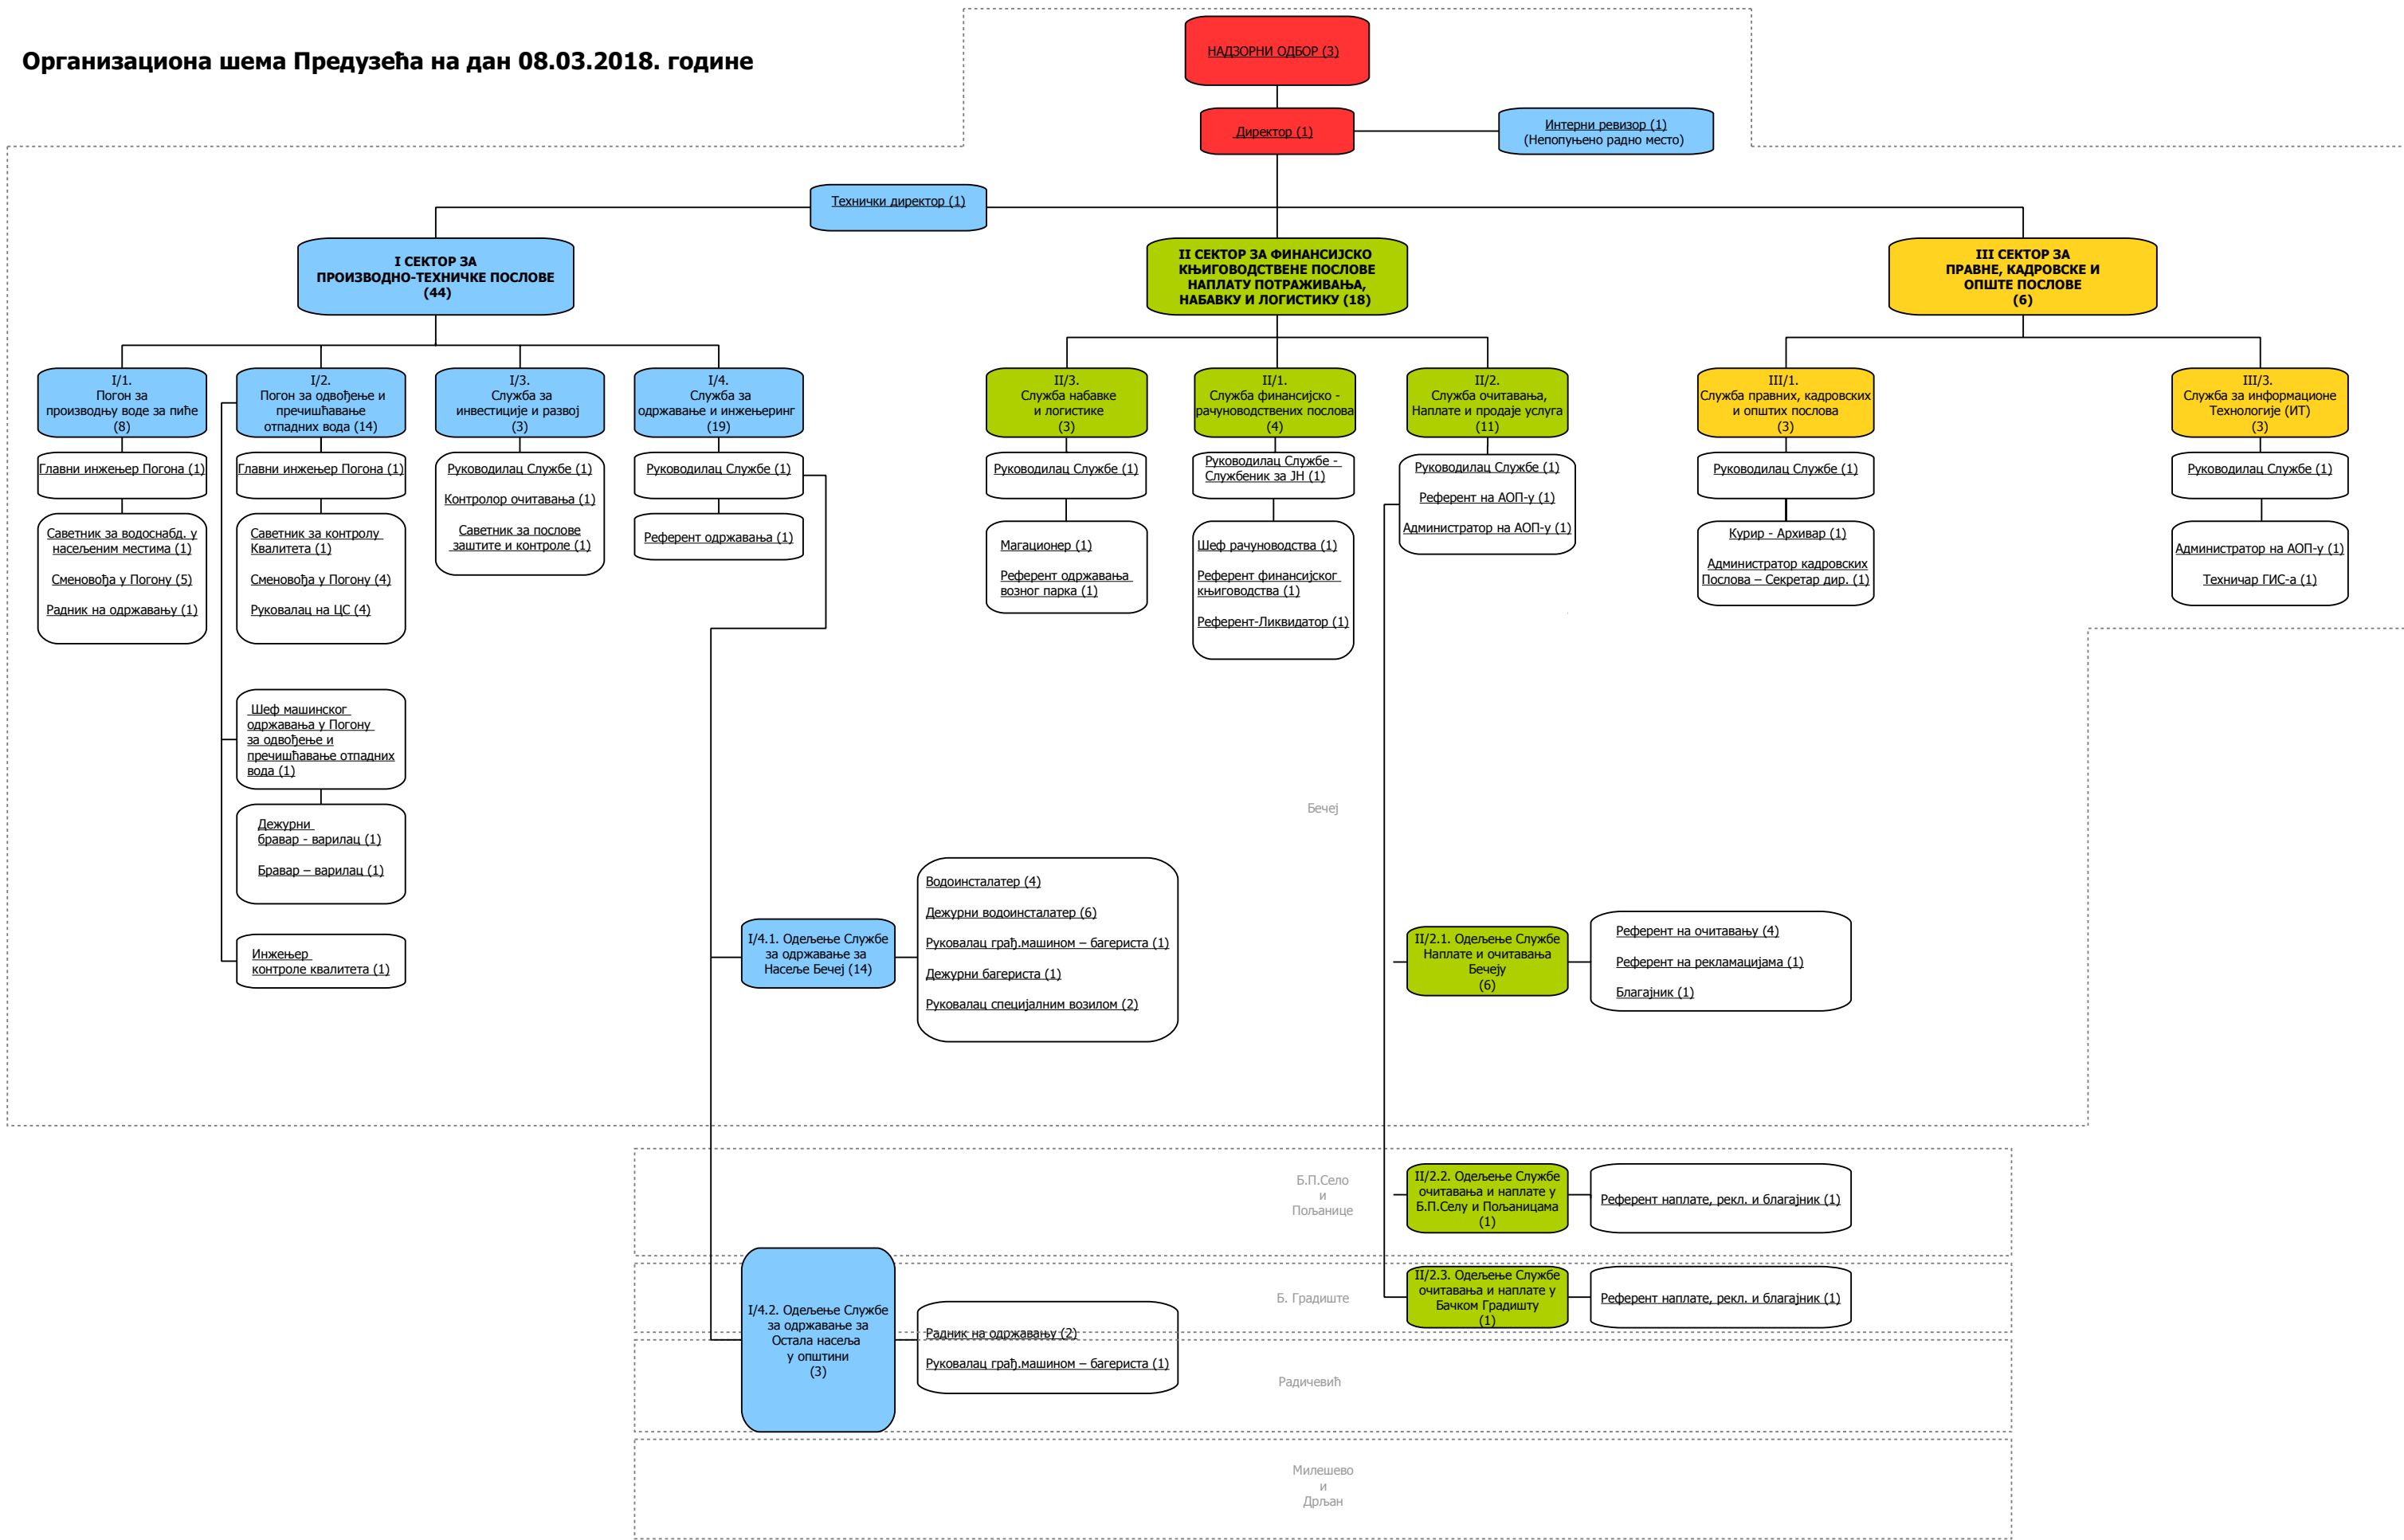 Организациона шема Предузећа на дан 08.03.2018. године
НАДЗОРНИ ОДБОР (3)
Директор (1)
Интерни ревизор (1)
(Непопуњено радно место)
Технички директор (1)
I СЕКТОР ЗА
ПРОИЗВОДНО-ТЕХНИЧКЕ ПОСЛОВЕ
(44)
II СЕКТОР ЗА ФИНАНСИЈСКО
КЊИГОВОДСТВЕНЕ ПОСЛОВЕ
НАПЛАТУ ПОТРАЖИВАЊА,
НАБАВКУ И ЛОГИСТИКУ (18)
III СЕКТОР ЗА
ПРАВНЕ, КАДРОВСКЕ И
ОПШТЕ ПОСЛОВЕ
(6)
I/1.
Погон за
производњу воде за пиће
(8)
I/2.
Погон за одвођење и
пречишћавање
отпадних вода (14)
I/3.
Служба за
инвестиције и развој
(3)
I/4.
Служба за
одржавање и инжењеринг
(19)
II/3.
Служба набавке
и логистике
(3)
II/1.
Служба финансијско -
рачуноводствених послова
(4)
II/2.
Служба очитавања,
Наплате и продаје услуга
(11)
III/1.
Служба правних, кадровских
и општих послова
(3)
III/3.
Служба за информационе
Технологије (ИТ)
(3)
Главни инжењер Погона (1)
Главни инжењер Погона (1)
Руководилац Службе (1)
Контролор очитавања (1)
Саветник за послове
заштите и контроле (1)
Руководилац Службе (1)
Руководилац Службе (1)
Руководилац Службе -
Службеник за ЈН (1)
Руководилац Службе (1)
Референт на АОП-у (1)
Администратор на АОП-у (1)
Руководилац Службе (1)
Руководилац Службе (1)
Саветник за водоснабд. у
насељеним местима (1)
Сменовођа у Погону (5)
Радник на одржавању (1)
Саветник за контролу
Квалитета (1)
Сменовођа у Погону (4)
Руковалац на ЦС (4)
Референт одржавања (1)
Магационер (1)
Референт одржавања
возног парка (1)
Шеф рачуноводства (1)
Референт финансијског
књиговодства (1)
Референт-Ликвидатор (1)
Курир - Архивар (1)
Администратор кадровских
Послова – Секретар дир. (1)
Администратор на АОП-у (1)
Техничар ГИС-а (1)
Шеф машинског
одржавања у Погону
за одвођење и
пречишћавање отпадних
вода (1)
Дежурни
бравар - варилац (1)
Бравар – варилац (1)
Бечеј
Инжењер
контроле квалитета (1)
I/4.1. Одељење Службе
за одржавање за
Насеље Бечеј (14)
Водоинсталатер (4)
Дежурни водоинсталатер (6)
Руковалац грађ.машином – багериста (1)
Дежурни багериста (1)
Руковалац специјалним возилом (2)
II/2.1. Одељење Службе
Наплате и очитавања
Бечеју
(6)
Референт на очитавању (4)
Референт на рекламацијама (1)
Благајник (1)
Б.П.Село
и
Пољанице
II/2.2. Одељење Службе
очитавања и наплате у
Б.П.Селу и Пољаницама
(1)
Референт наплате, рекл. и благајник (1)
I/4.2. Одељење Службе
за одржавање за
Остала насеља
у општини
(3)
Радник на одржавању (2)
Руковалац грађ.машином – багериста (1)
Б. Градиште
II/2.3. Одељење Службе
очитавања и наплате у
Бачком Градишту
(1)
Референт наплате, рекл. и благајник (1)
Радичевић
Милешево
и
Дрљан